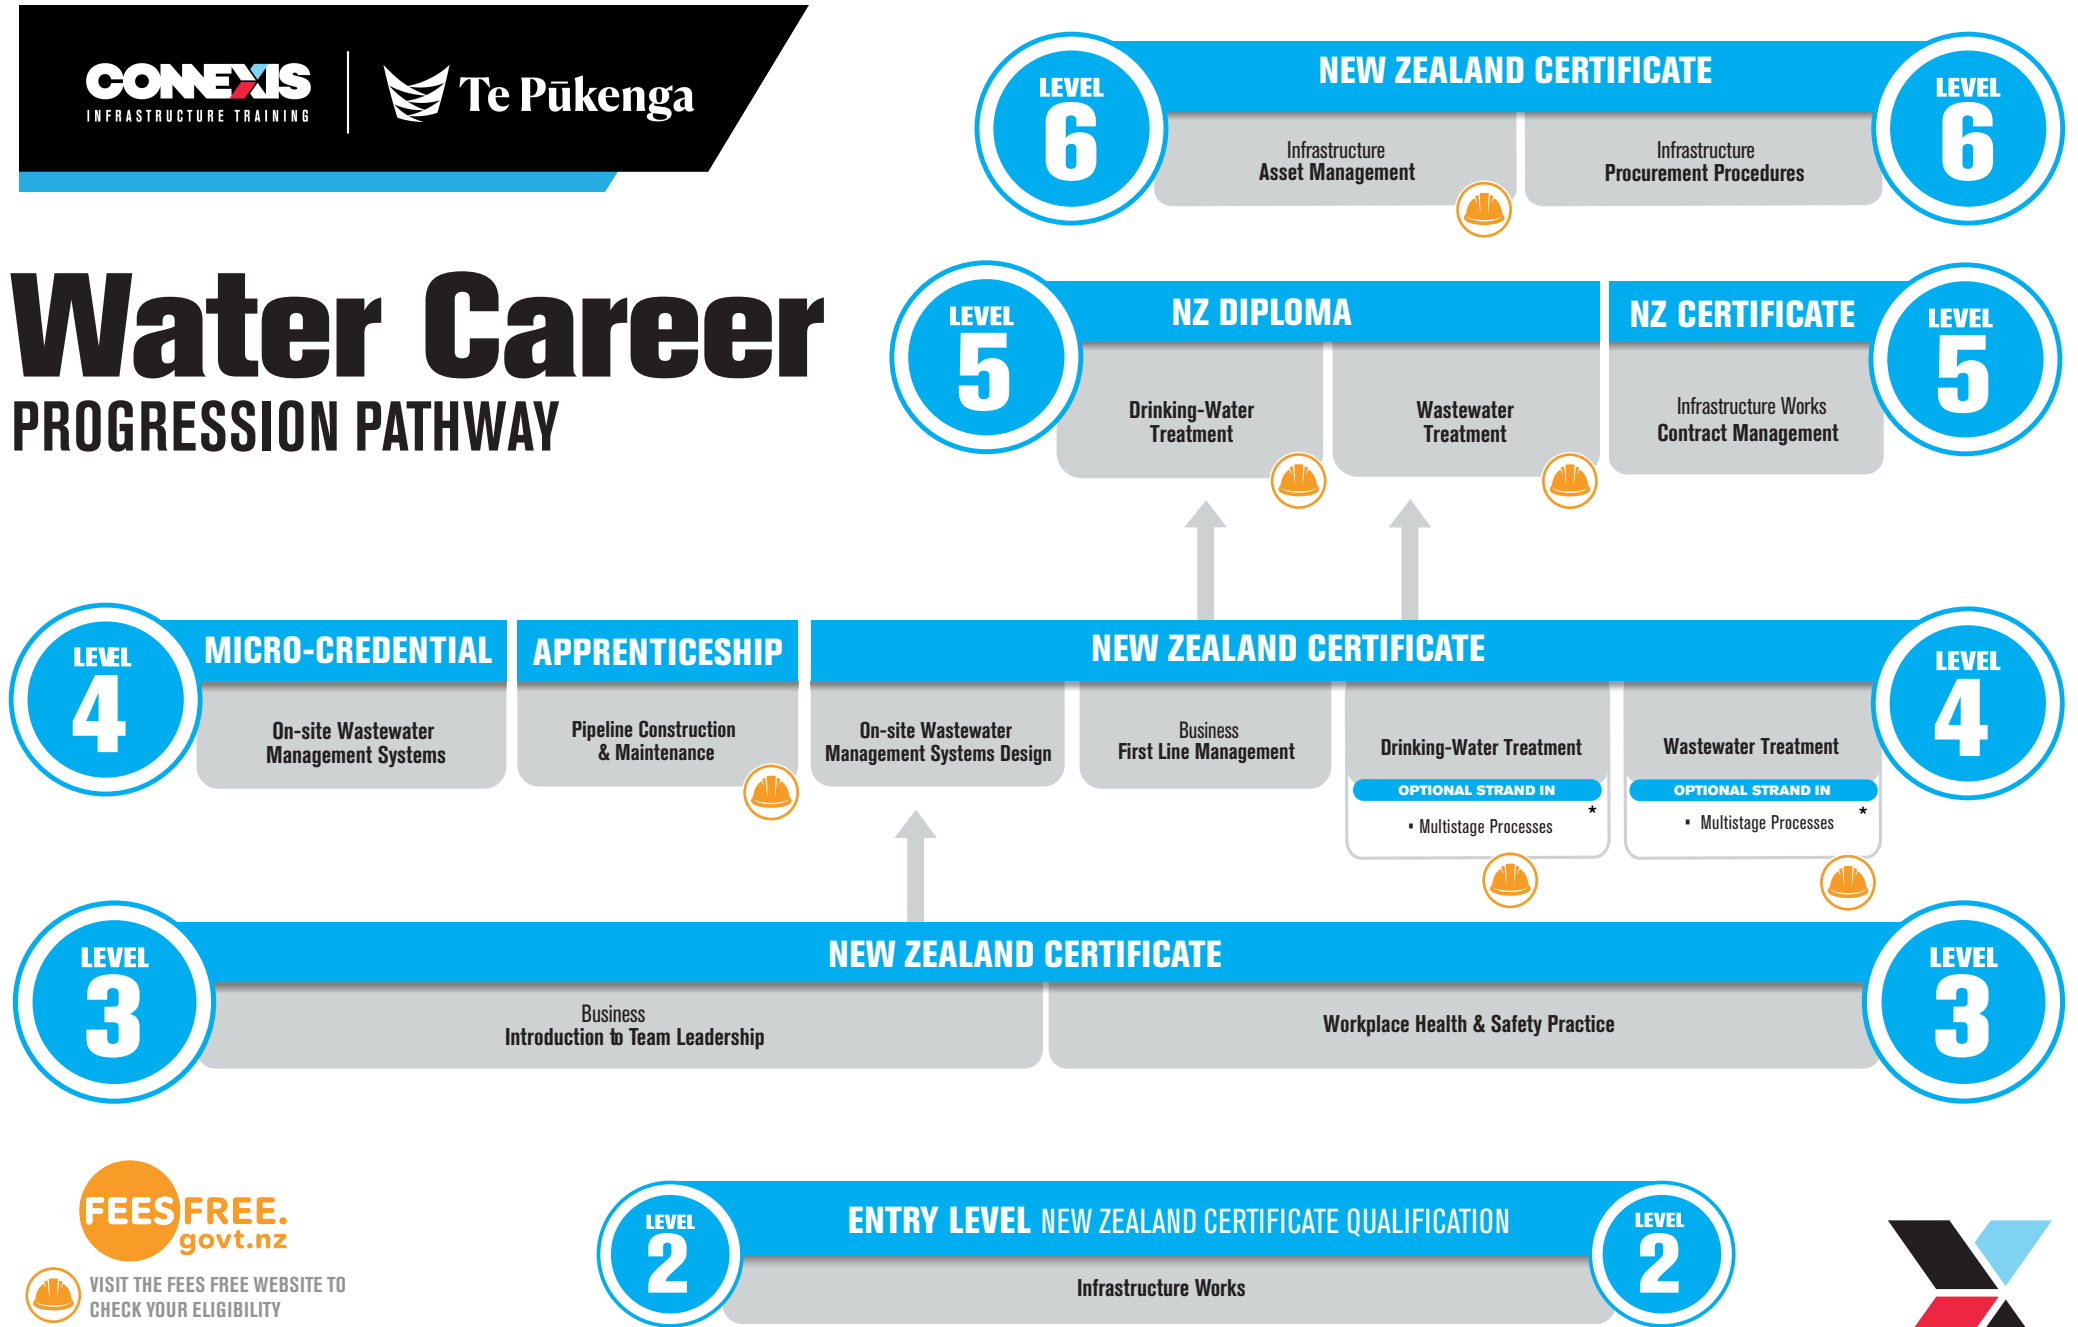 CONNEXIS
INFRASTRUCTURE TRAINING
Te Pūkenga
Water Career
PROGRESSION PATHWAY
LEVEL
6
NEW ZEALAND CERTIFICATE
Infrastructure
Asset Management
Infrastructure
Procurement Procedures
LEVEL
6
LEVEL
5
NZ DIPLOMA
Drinking-Water
Treatment
Wastewater
Treatment
NZ CERTIFICATE
Infrastructure Works
Contract Management
LEVEL
5
LEVEL
4
MICRO-CREDENTIAL
On-site Wastewater
Management Systems
APPRENTICESHIP
Pipeline Construction
& Maintenance
NEW ZEALAND CERTIFICATE
On-site Wastewater
Management Systems Design
Business
First Line Management
Drinking-Water Treatment
OPTIONAL STRAND IN
▪ Multistage Processes *
Wastewater Treatment
OPTIONAL STRAND IN
▪ Multistage Processes *
LEVEL
4
LEVEL
3
NEW ZEALAND CERTIFICATE
Business
Introduction to Team Leadership
Workplace Health & Safety Practice
LEVEL
3
FEES FREE.
govt.nz
VISIT THE FEES FREE WEBSITE TO
CHECK YOUR ELIGIBILITY
LEVEL
2
ENTRY LEVEL NEW ZEALAND CERTIFICATE QUALIFICATION
Infrastructure Works
LEVEL
2